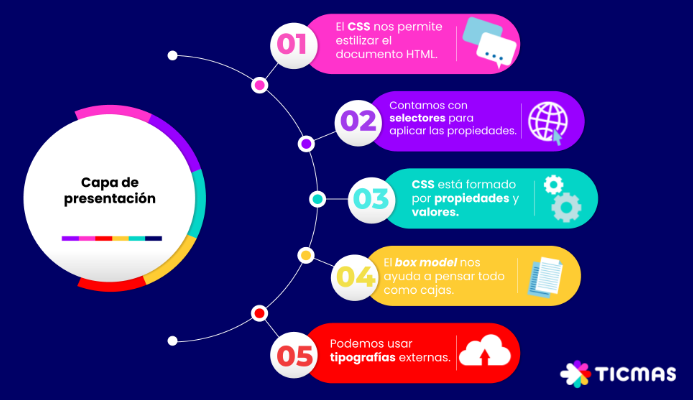 Capa de
presentación
01
El CSS nos permite
estilizar el
documento HTML.
02
Contamos con
selectores para
aplicar las propiedades.
03
CSS está formado
por propiedades y
valores.
04
El box model nos
ayuda a pensar todo
como cajas.
05
Podemos usar
tipografías externas.
TICMAS